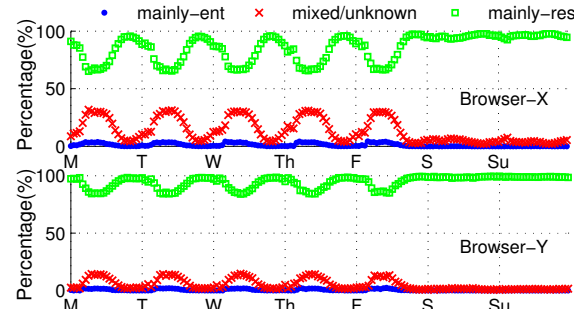 mainly−ent mixed/unknown mainly−res
Percentage(%)
100
50
0
Browser−X
M T W Th F S Su
Percentage(%)
100
50
0
Browser−Y
M T W Th F S Su